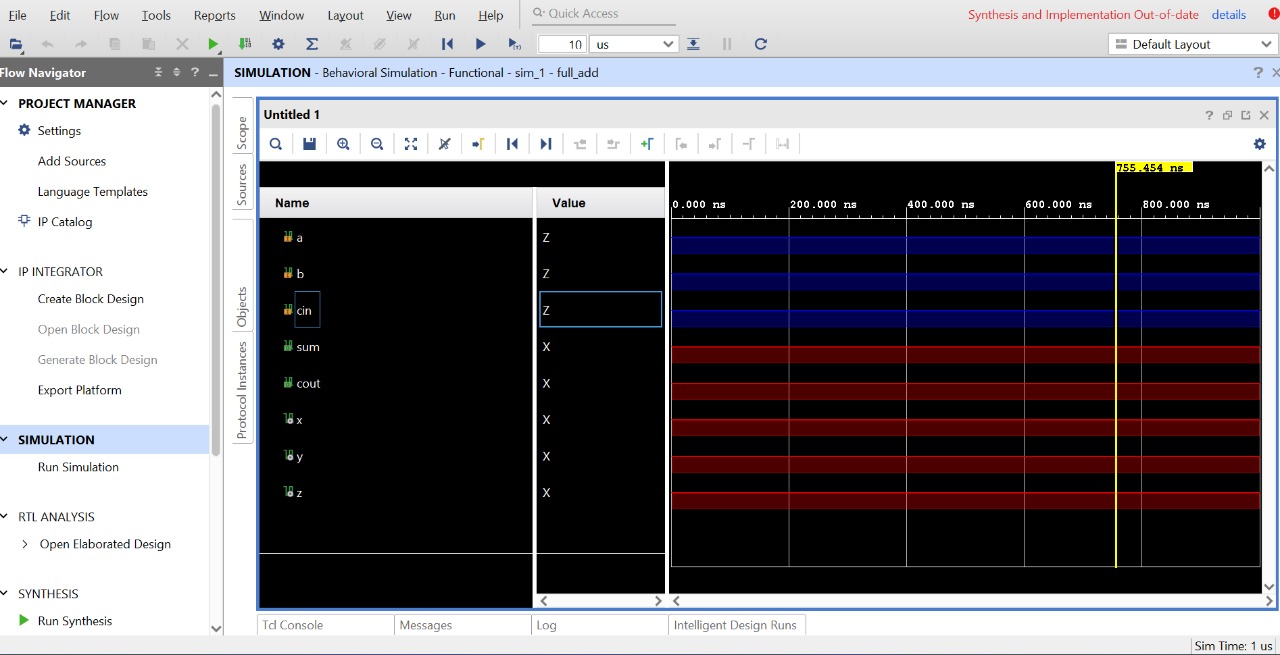 File Edit Flow Tools Reports Window Layout View Run Help Quick Access
Synthesis and Implementation Out-of-date details
10 us Default Layout
Flow Navigator
SIMULATION - Behavioral Simulation - Functional - sim_1 - full_add
PROJECT MANAGER
Settings
Add Sources
Language Templates
IP Catalog
IP INTEGRATOR
Create Block Design
Open Block Design
Generate Block Design
Export Platform
SIMULATION
Run Simulation
RTL ANALYSIS
Open Elaborated Design
SYNTHESIS
Run Synthesis
Scope
Sources
Objects
Protocol Instances
Untitled 1
755.454 ns
Name Value
0.000 ns 200.000 ns 400.000 ns 600.000 ns 800.000 ns
a Z
b Z
cin Z
sum X
cout X
x X
y X
z X
Tcl Console Messages Log Intelligent Design Runs
Sim Time: 1 us